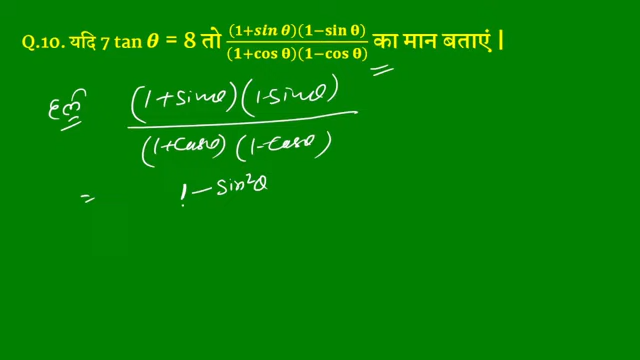 Q.10. यदि 7 tan θ = 8 तो (1+sin θ)(1−sin θ)/(1+cos θ)(1−cos θ) का मान बताएं |
हल (1+sinθ)(1-sinθ)
(1+cosθ)(1-cosθ)
= 1-sin²θ